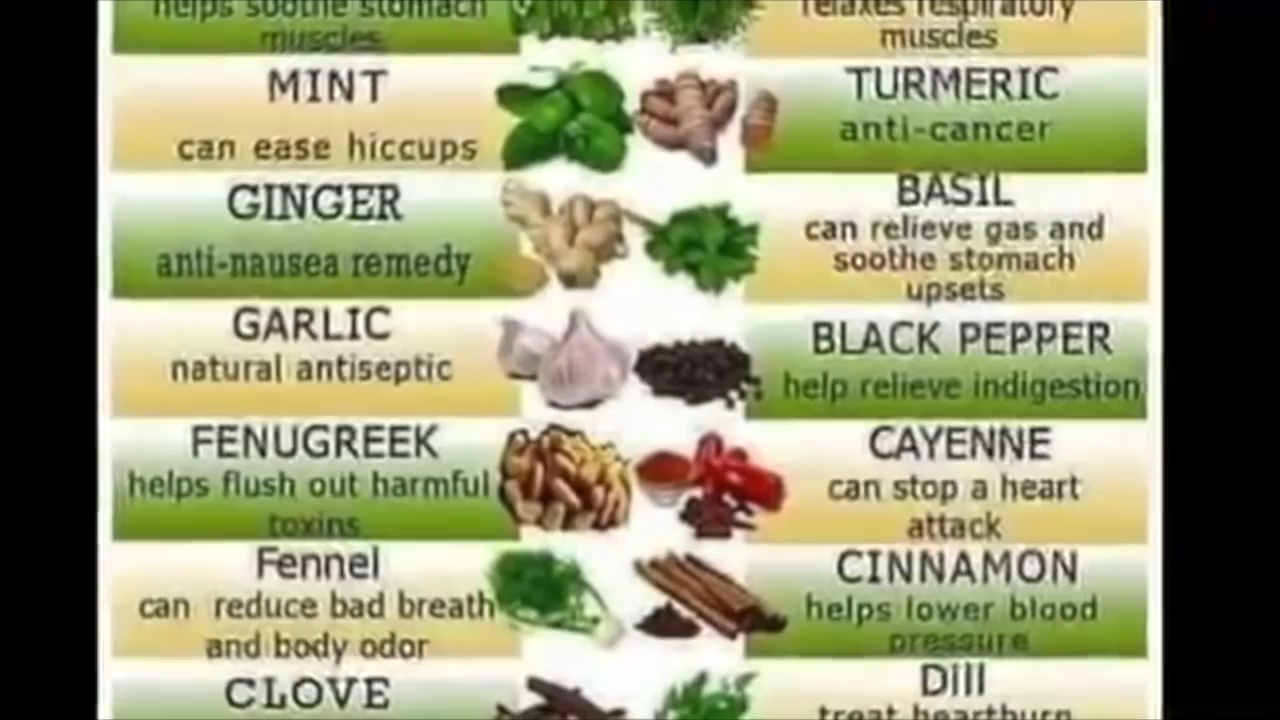 helps soothe stomach
muscles
MINT
can ease hiccups
GINGER
anti-nausea remedy
GARLIC
natural antiseptic
FENUGREEK
helps flush out harmful
toxins
Fennel
can reduce bad breath
and body odor
CLOVE
relaxes respiratory
muscles
TURMERIC
anti-cancer
BASIL
can relieve gas and
soothe stomach
upsets
BLACK PEPPER
help relieve indigestion
CAYENNE
can stop a heart
attack
CINNAMON
helps lower blood
pressure
Dill
treat heartburn